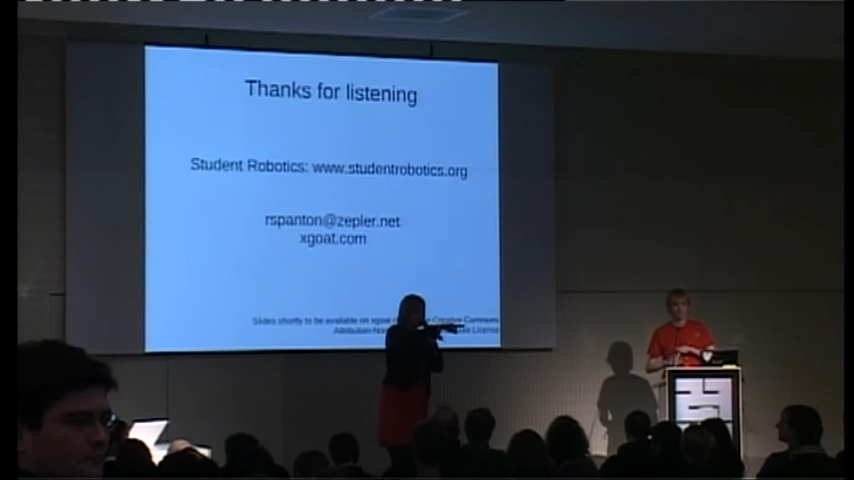 Thanks for listening
Student Robotics: www.studentrobotics.org
rspanton@zepler.net
xgoat.com
Slides shortly to be available on xgoat Creative Commons
License